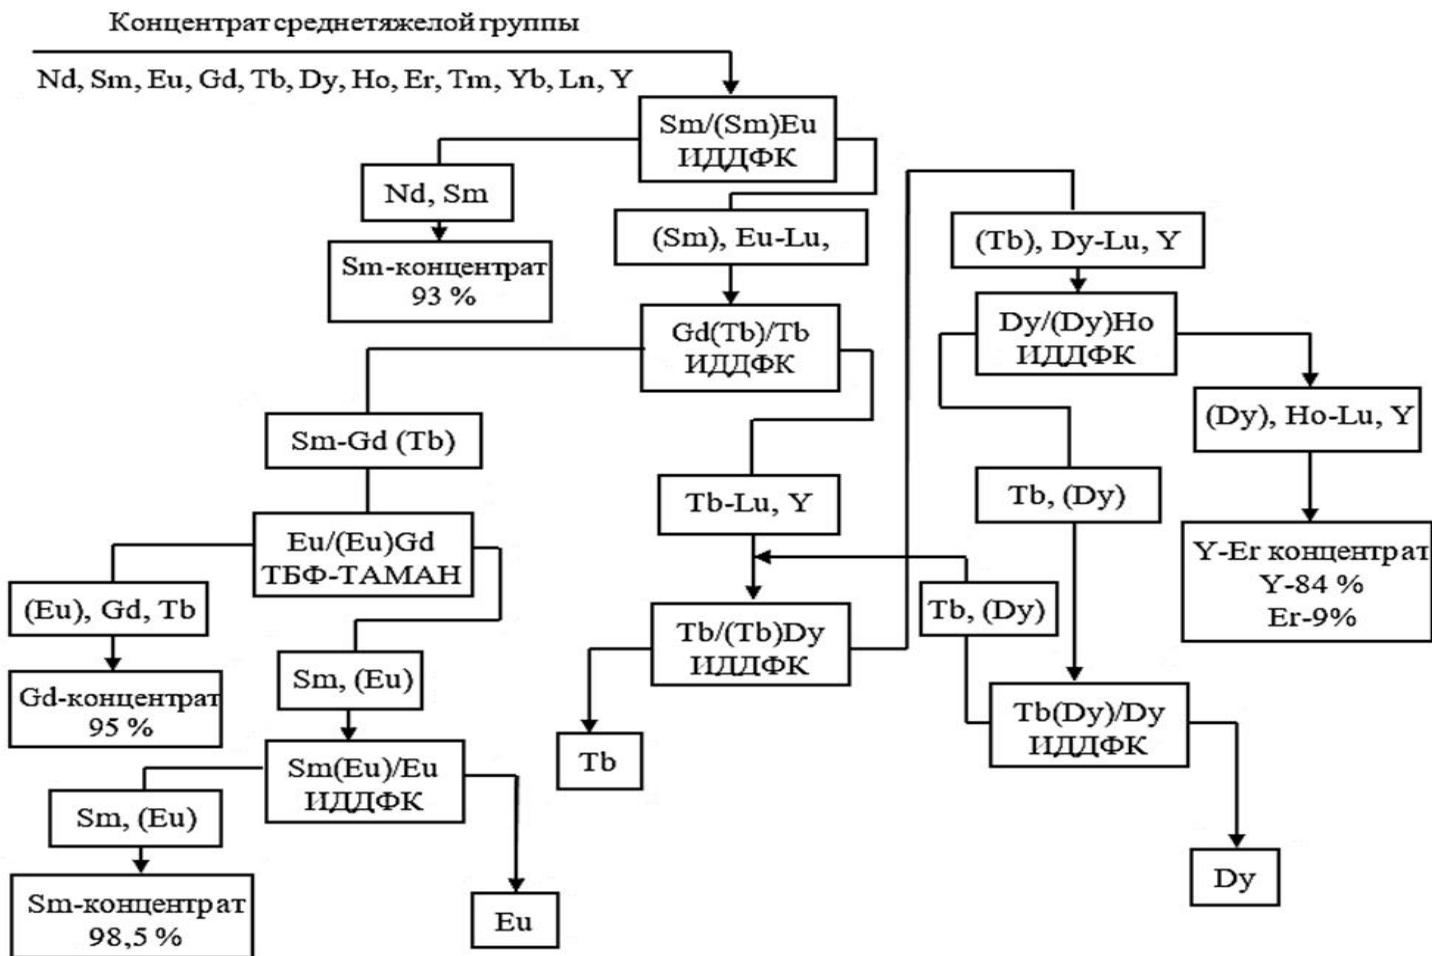 Концентрат среднетяжелой группы
Nd, Sm, Eu, Gd, Tb, Dy, Ho, Er, Tm, Yb, Ln, Y
Sm/(Sm)Eu
ИДДФК
Nd, Sm
Sm-концентрат
93 %
(Sm), Eu-Lu,
(Tb), Dy-Lu, Y
Gd(Tb)/Tb
ИДДФК
Dy/(Dy)Ho
ИДДФК
Sm-Gd (Tb)
(Dy), Ho-Lu, Y
Tb-Lu, Y
Tb, (Dy)
Eu/(Eu)Gd
ТБФ-ТАМАН
Y-Er концентрат
Y-84 %
Er-9%
(Eu), Gd, Tb
Tb, (Dy)
Tb/(Tb)Dy
ИДДФК
Sm, (Eu)
Gd-концентрат
95 %
Tb(Dy)/Dy
ИДДФК
Tb
Sm(Eu)/Eu
ИДДФК
Sm, (Eu)
Dy
Sm-концентрат
98,5 %
Eu